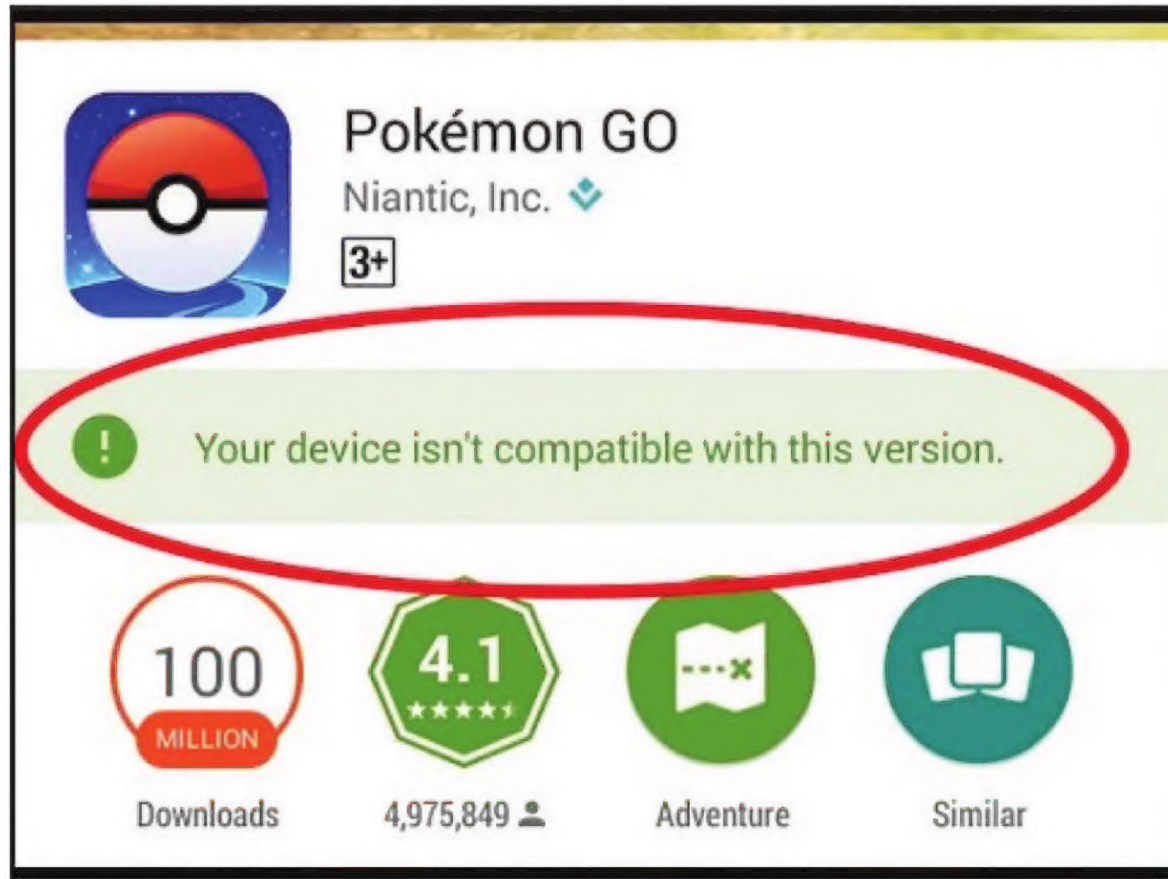 Pokémon GO
Niantic, Inc.
3+
! Your device isn't compatible with this version.
100 4.1
MILLION
Downloads 4,975,849 Adventure Similar